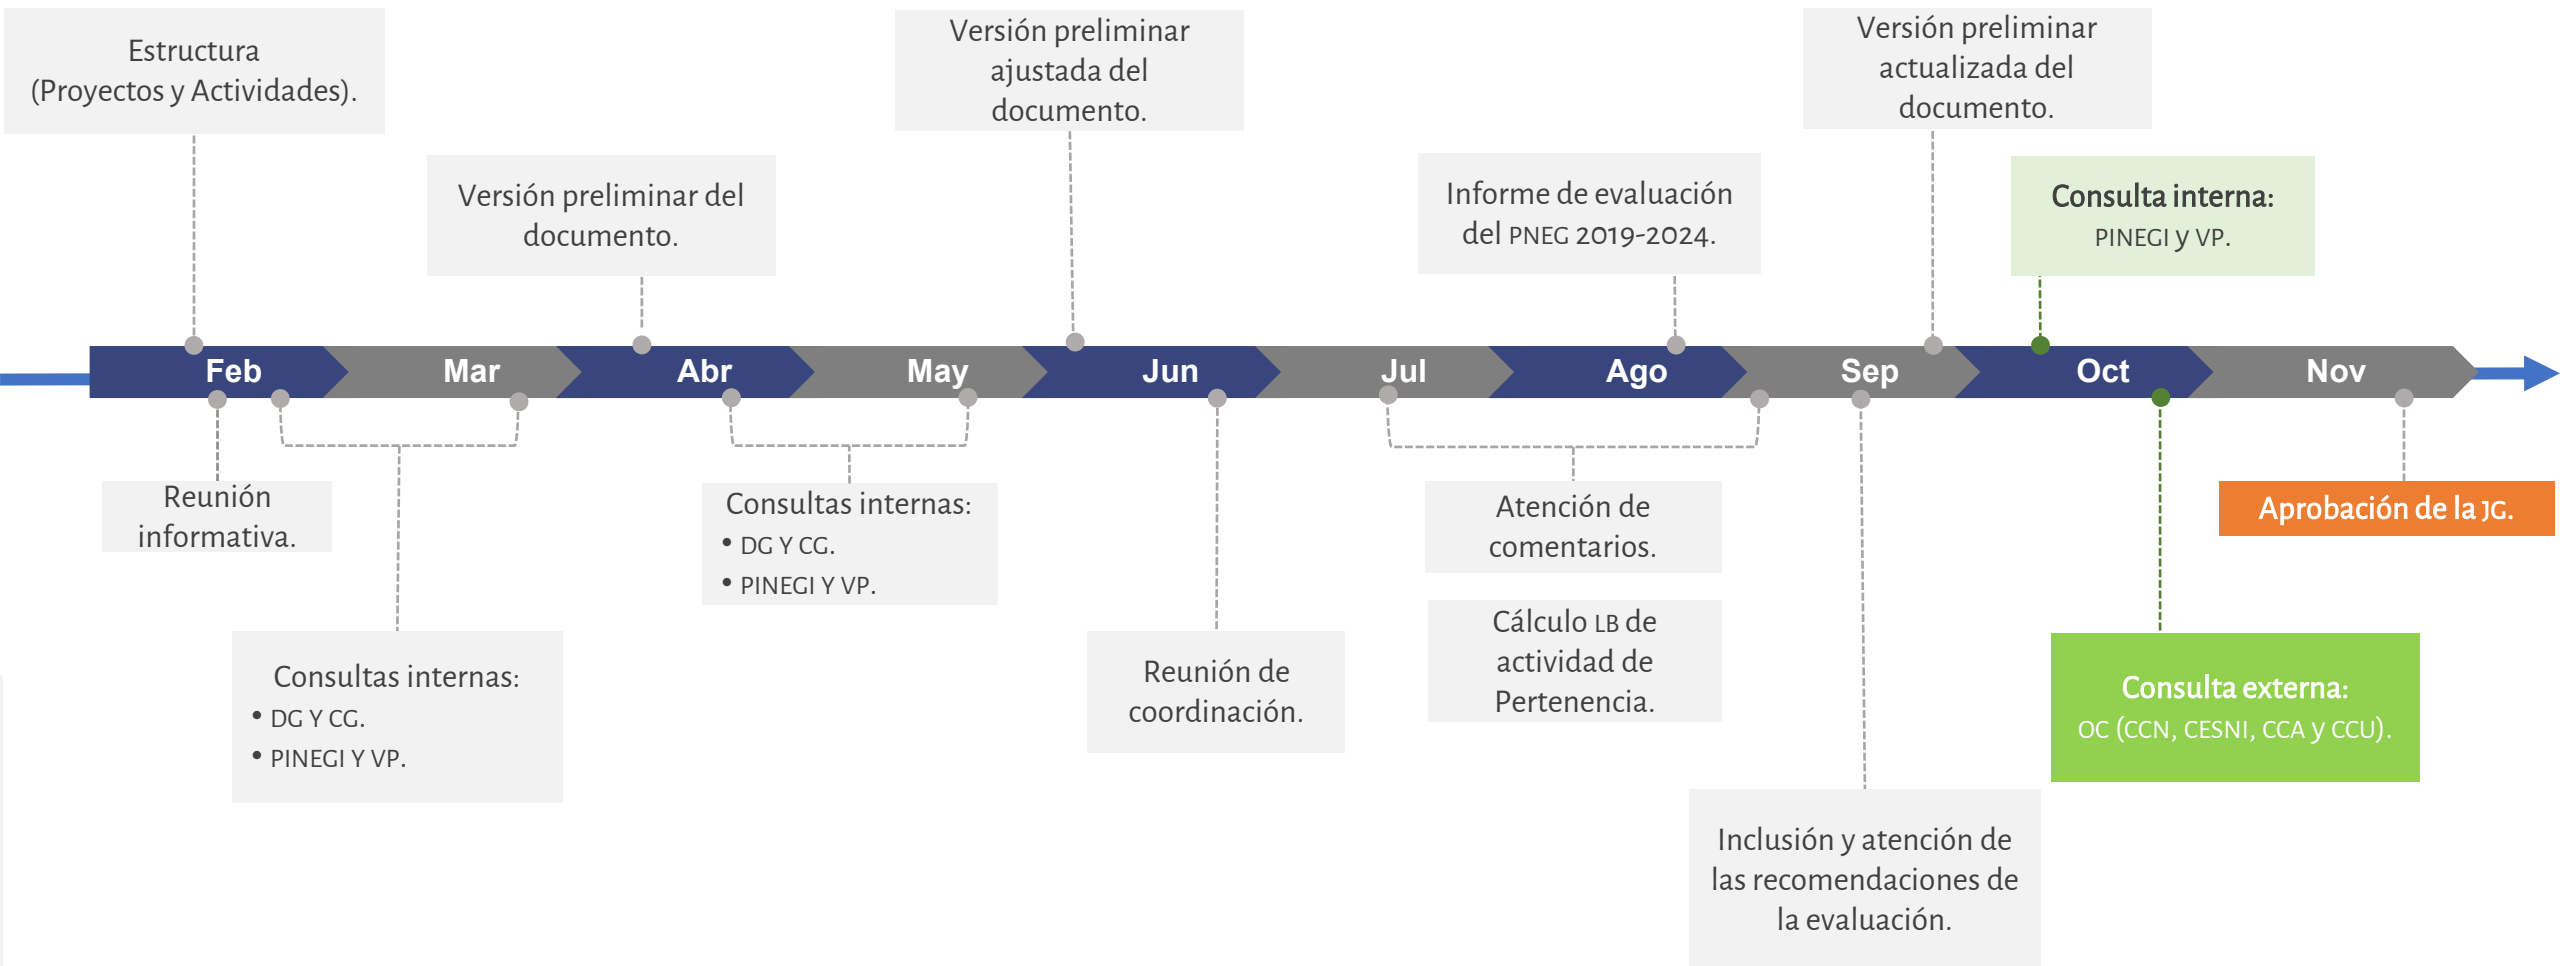 Estructura
(Proyectos y Actividades).
Versión preliminar del
documento.
Versión preliminar
ajustada del
documento.
Informe de evaluación
del PNEG 2019-2024.
Versión preliminar
actualizada del
documento.
Consulta interna:
PINEGI y VP.
Feb
Mar
Abr
May
Jun
Jul
Ago
Sep
Oct
Nov
Reunión
informativa.
Consultas internas:
• DG Y CG.
• PINEGI Y VP.
Consultas internas:
• DG Y CG.
• PINEGI Y VP.
Reunión de
coordinación.
Atención de
comentarios.
Cálculo LB de
actividad de
Pertenencia.
Inclusión y atención de
las recomendaciones de
la evaluación.
Consulta externa:
OC (CCN, CESNI, CCA y CCU).
Aprobación de la JG.